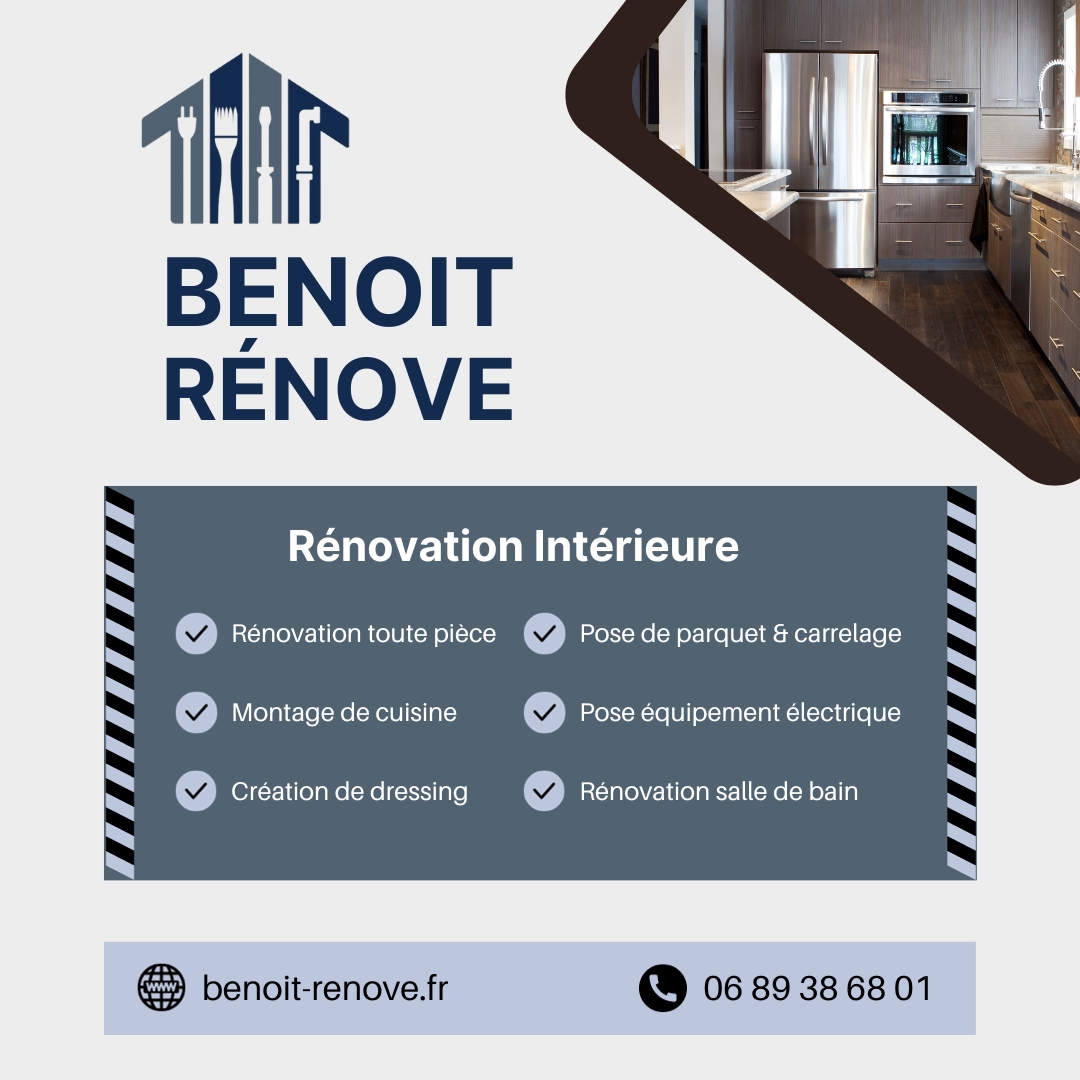 BENOIT
RÉNOVE
Rénovation Intérieure
Rénovation toute pièce
Pose de parquet & carrelage
Montage de cuisine
Pose équipement électrique
Création de dressing
Rénovation salle de bain
www
benoit-renove.fr
06 89 38 68 01